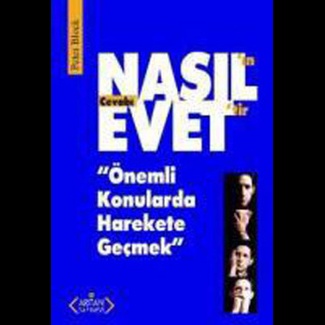 Peter Block
NASIL'ın
Cevabı
EVET'tir
“Önemli
Konularda
Harekete
Geçmek”